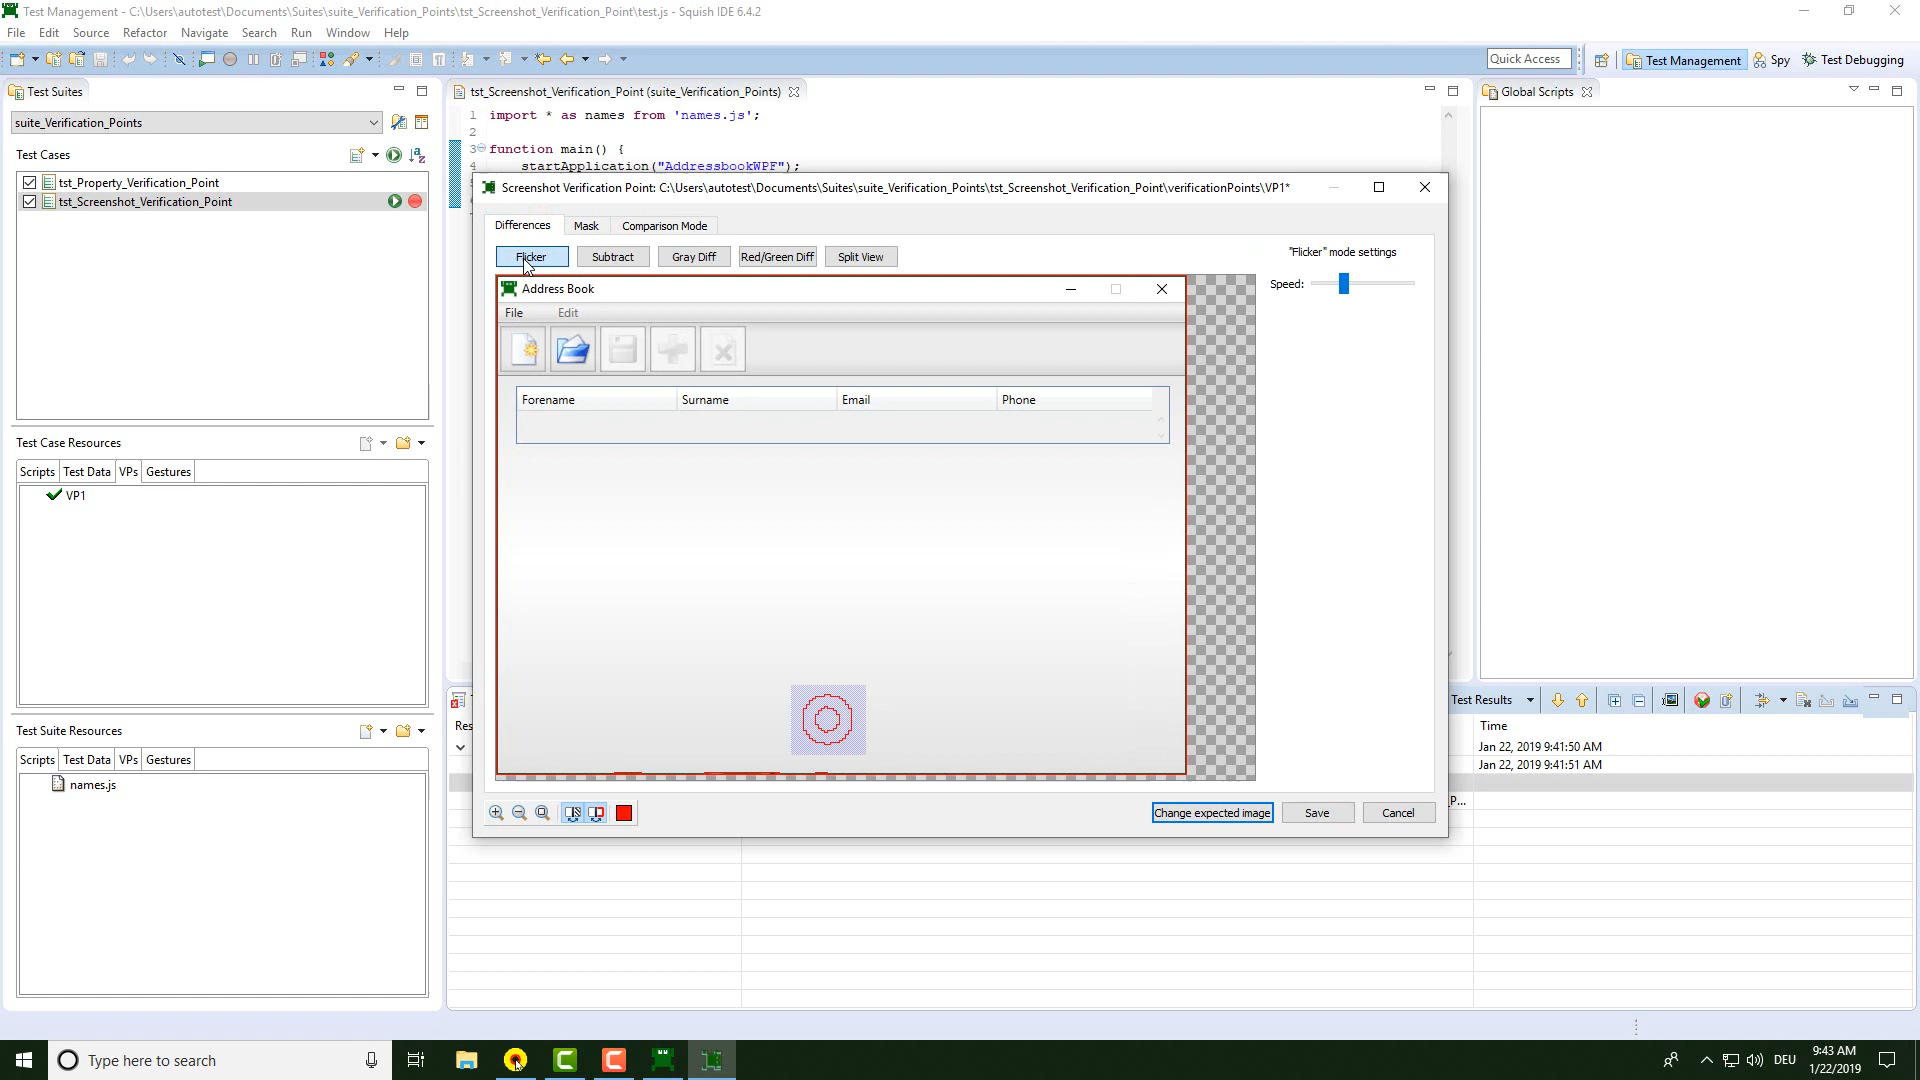 Test Management - C:\Users\autotest\Documents\Suites\suite_Verification_Points\tst_Screenshot_Verification_Point\test.js - Squish IDE 6.4.2
File Edit Source Refactor Navigate Search Run Window Help
Quick Access Test Management Spy Test Debugging
Test Suites
tst_Screenshot_Verification_Point (suite_Verification_Points)
Global Scripts
suite_Verification_Points
1 import * as names from 'names.js';
2
3 function main() {
4 startApplication("AddressbookWPF");
Test Cases
tst_Property_Verification_Point
tst_Screenshot_Verification_Point
Screenshot Verification Point: C:\Users\autotest\Documents\Suites\suite_Verification_Points\tst_Screenshot_Verification_Point\verificationPoints\VP1*
Differences Mask Comparison Mode
Flicker Subtract Gray Diff Red/Green Diff Split View
"Flicker" mode settings
Speed:
Address Book
File Edit
Forename Surname Email Phone
Change expected image Save Cancel
Test Case Resources
Scripts Test Data VPs Gestures
VP1
Test Suite Resources
Scripts Test Data VPs Gestures
names.js
Test Results
Res
Time
Jan 22, 2019 9:41:50 AM
Jan 22, 2019 9:41:51 AM
_P...
Type here to search
DEU
9:43 AM
1/22/2019